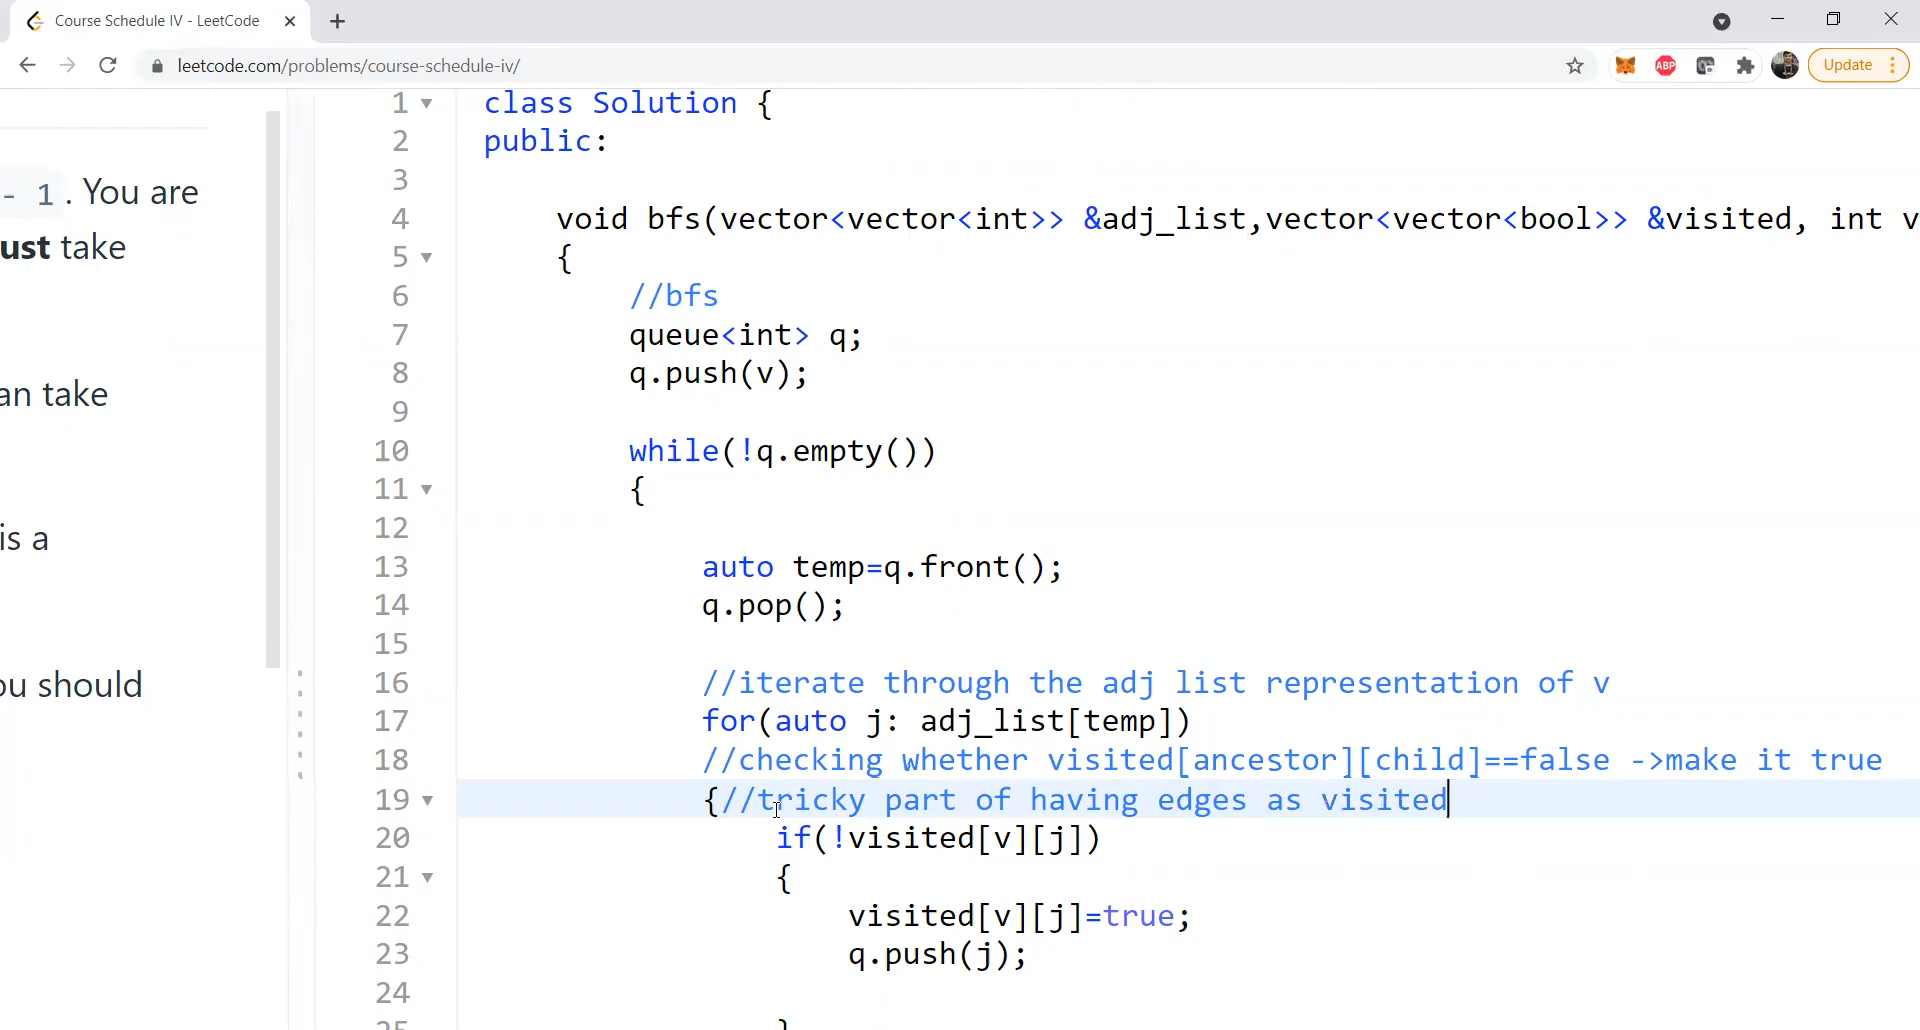 Course Schedule IV - LeetCode
leetcode.com/problems/course-schedule-iv/
ABP
Update
- 1. You are
ust take
an take
is a
ou should
1 class Solution {
2 public:
3
4 void bfs(vector<vector<int>> &adj_list,vector<vector<bool>> &visited, int v
5 {
6 //bfs
7 queue<int> q;
8 q.push(v);
9
10 while(!q.empty())
11 {
12
13 auto temp=q.front();
14 q.pop();
15
16 //iterate through the adj list representation of v
17 for(auto j: adj_list[temp])
18 //checking whether visited[ancestor][child]==false ->make it true
19 {//tricky part of having edges as visited
20 if(!visited[v][j])
21 {
22 visited[v][j]=true;
23 q.push(j);
24
25 }